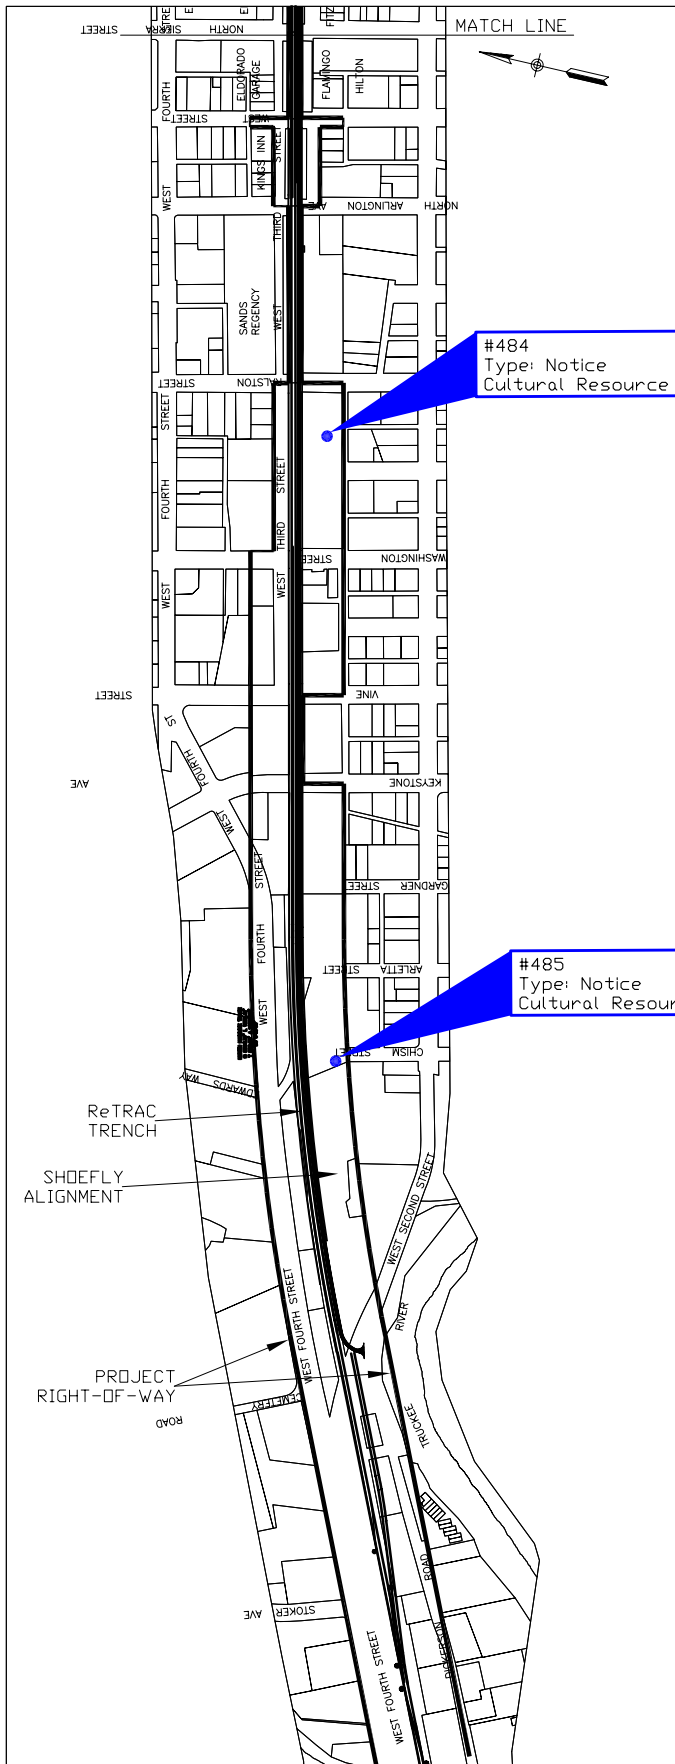 MATCH LINE
STREET
SIERRA
NORTH
STREET
FITZ
E
E
ELDORADO
GARAGE
FLAMINGO
HILTON
FOURTH
STREET
WEST
KINGS INN
STREET
WEST
NORTH
ARLINGTON
AVE
THIRD
SANDS
REGENCY
WEST
#484
Type: Notice
Cultural Resource
STREET
RALSTON
STREET
FOURTH
STREET
THIRD
WASHINGTON
STREE
WEST
WEST
STREET
VINE
ST
FOURTH
WEST
AVE
KEYSTONE
STREET
GARDNER
STREET
FOURTH
WEST
ARLETTA
STREET
#485
Type: Notice
Cultural Resour
CHISM
STREET
EDWARDS WAY
ReTRAC
TRENCH
SHOEFLY
ALIGNMENT
WEST SECOND STREET
WEST FOURTH STREET
RIVER
TRUCKEE
PROJECT
RIGHT-OF-WAY
CEMETERY
ROAD
STOKER
AVE
ROAD
DICKERSON
WEST FOURTH STREET